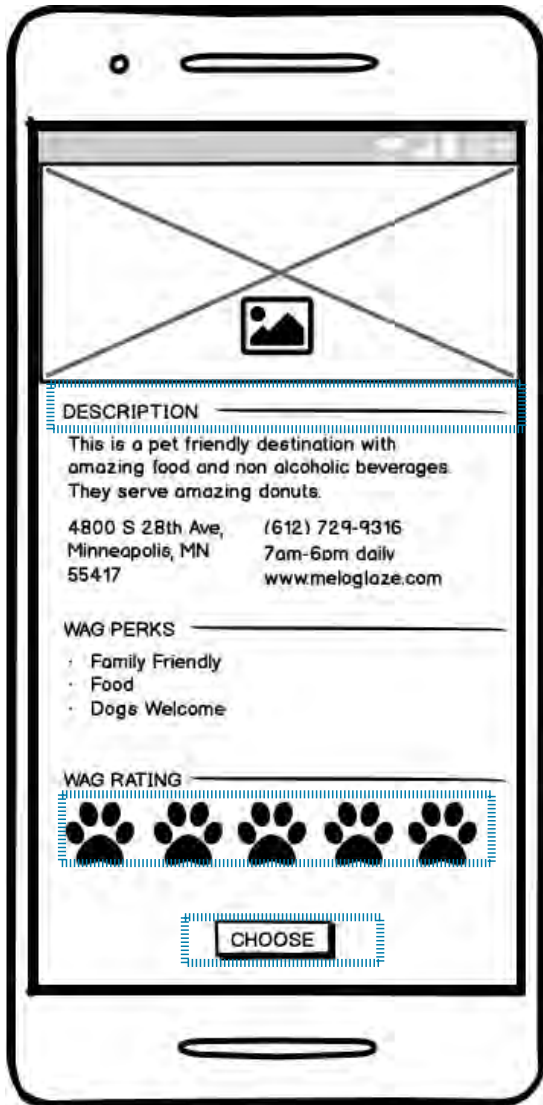 DESCRIPTION
This is a pet friendly destination with
amazing food and non alcoholic beverages.
They serve amazing donuts.
4800 S 28th Ave,
Minneapolis, MN
55417
(612) 729-9316
7am-6pm daily
www.meloglaze.com
WAG PERKS
· Family Friendly
· Food
· Dogs Welcome
WAG RATING
CHOOSE